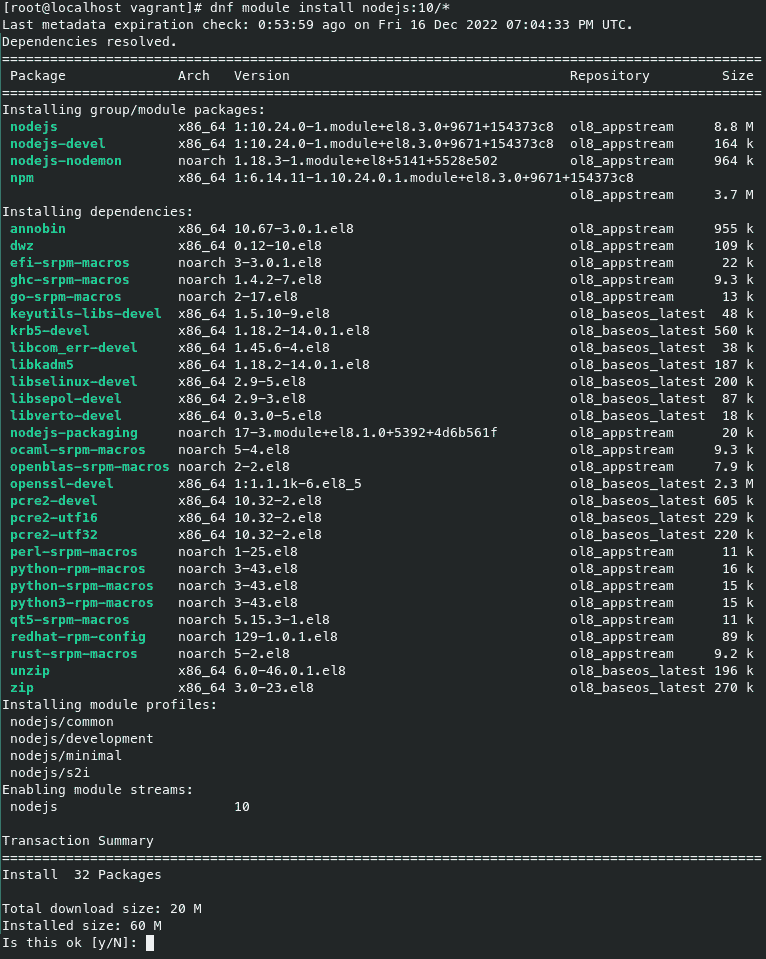 [root@localhost vagrant]# dnf module install nodejs:10/*
Last metadata expiration check: 0:53:59 ago on Fri 16 Dec 2022 07:04:33 PM UTC.
Dependencies resolved.
===============================================================================================
Package Arch Version Repository Size
===============================================================================================
Installing group/module packages:
nodejs x86_64 1:10.24.0-1.module+el8.3.0+9671+154373c8 ol8_appstream 8.8 M
nodejs-devel x86_64 1:10.24.0-1.module+el8.3.0+9671+154373c8 ol8_appstream 164 k
nodejs-nodemon noarch 1.18.3-1.module+el8+5141+5528e502 ol8_appstream 964 k
npm x86_64 1:6.14.11-1.10.24.0.1.module+el8.3.0+9671+154373c8
ol8_appstream 3.7 M
Installing dependencies:
annobin x86_64 10.67-3.0.1.el8 ol8_appstream 955 k
dwz x86_64 0.12-10.el8 ol8_appstream 109 k
efi-srpm-macros noarch 3-3.0.1.el8 ol8_appstream 22 k
ghc-srpm-macros noarch 1.4.2-7.el8 ol8_appstream 9.3 k
go-srpm-macros noarch 2-17.el8 ol8_appstream 13 k
keyutils-libs-devel x86_64 1.5.10-9.el8 ol8_baseos_latest 48 k
krb5-devel x86_64 1.18.2-14.0.1.el8 ol8_baseos_latest 560 k
libcom_err-devel x86_64 1.45.6-4.el8 ol8_baseos_latest 38 k
libkadm5 x86_64 1.18.2-14.0.1.el8 ol8_baseos_latest 187 k
libselinux-devel x86_64 2.9-5.el8 ol8_baseos_latest 200 k
libsepol-devel x86_64 2.9-3.el8 ol8_baseos_latest 87 k
libverto-devel x86_64 0.3.0-5.el8 ol8_baseos_latest 18 k
nodejs-packaging noarch 17-3.module+el8.1.0+5392+4d6b561f ol8_appstream 20 k
ocaml-srpm-macros noarch 5-4.el8 ol8_appstream 9.3 k
openblas-srpm-macros noarch 2-2.el8 ol8_appstream 7.9 k
openssl-devel x86_64 1:1.1.1k-6.el8_5 ol8_baseos_latest 2.3 M
pcre2-devel x86_64 10.32-2.el8 ol8_baseos_latest 605 k
pcre2-utf16 x86_64 10.32-2.el8 ol8_baseos_latest 229 k
pcre2-utf32 x86_64 10.32-2.el8 ol8_baseos_latest 220 k
perl-srpm-macros noarch 1-25.el8 ol8_appstream 11 k
python-rpm-macros noarch 3-43.el8 ol8_appstream 16 k
python-srpm-macros noarch 3-43.el8 ol8_appstream 15 k
python3-rpm-macros noarch 3-43.el8 ol8_appstream 15 k
qt5-srpm-macros noarch 5.15.3-1.el8 ol8_appstream 11 k
redhat-rpm-config noarch 129-1.0.1.el8 ol8_appstream 89 k
rust-srpm-macros noarch 5-2.el8 ol8_appstream 9.2 k
unzip x86_64 6.0-46.0.1.el8 ol8_baseos_latest 196 k
zip x86_64 3.0-23.el8 ol8_baseos_latest 270 k
Installing module profiles:
nodejs/common
nodejs/development
nodejs/minimal
nodejs/s2i
Enabling module streams:
nodejs 10
Transaction Summary
===============================================================================================
Install 32 Packages
Total download size: 20 M
Installed size: 60 M
Is this ok [y/N]: